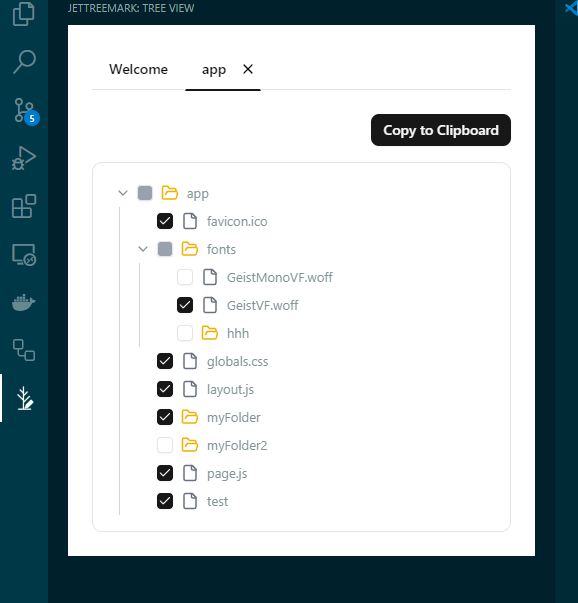 JETTREEMARK: TREE VIEW
Welcome app
Copy to Clipboard
app
favicon.ico
fonts
GeistMonoVF.woff
GeistVF.woff
hhh
globals.css
layout.js
myFolder
myFolder2
page.js
test
5